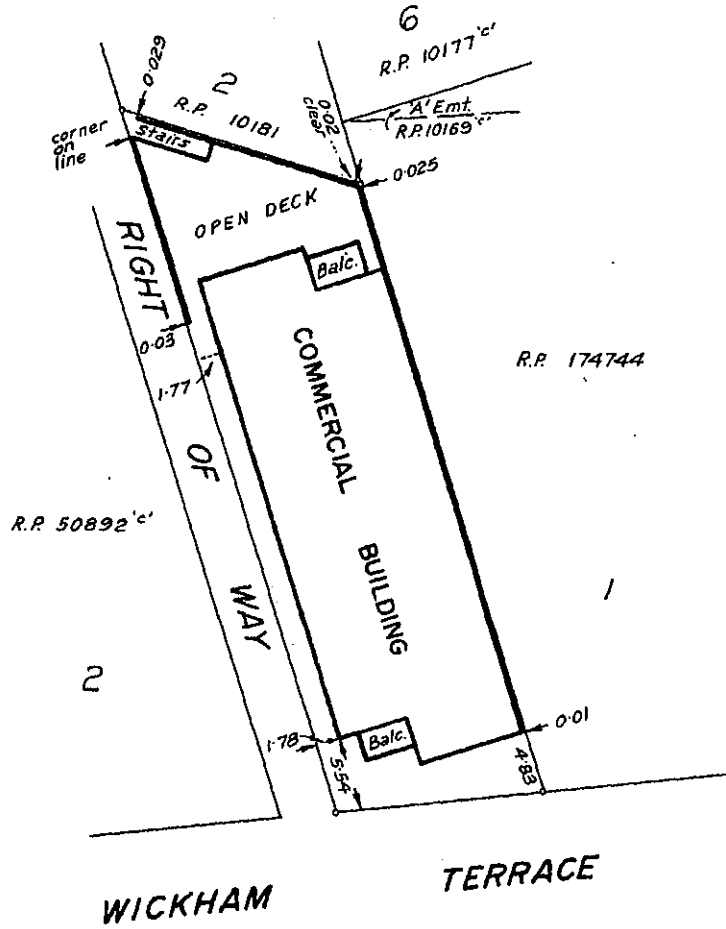 6
R.P. 10177 'c'
0·029
2
R.P. 10181
0·02
clear
'A' Emt.
R.P. 10169 'c'
corner
on
line
stairs
0·025
OPEN DECK
RIGHT
Balc.
0·03
COMMERCIAL
R.P. 174744
1·77
OF
R.P. 50892 'c'
BUILDING
WAY
1
2
0·01
1·78
Balc.
5·54
4·83
WICKHAM TERRACE